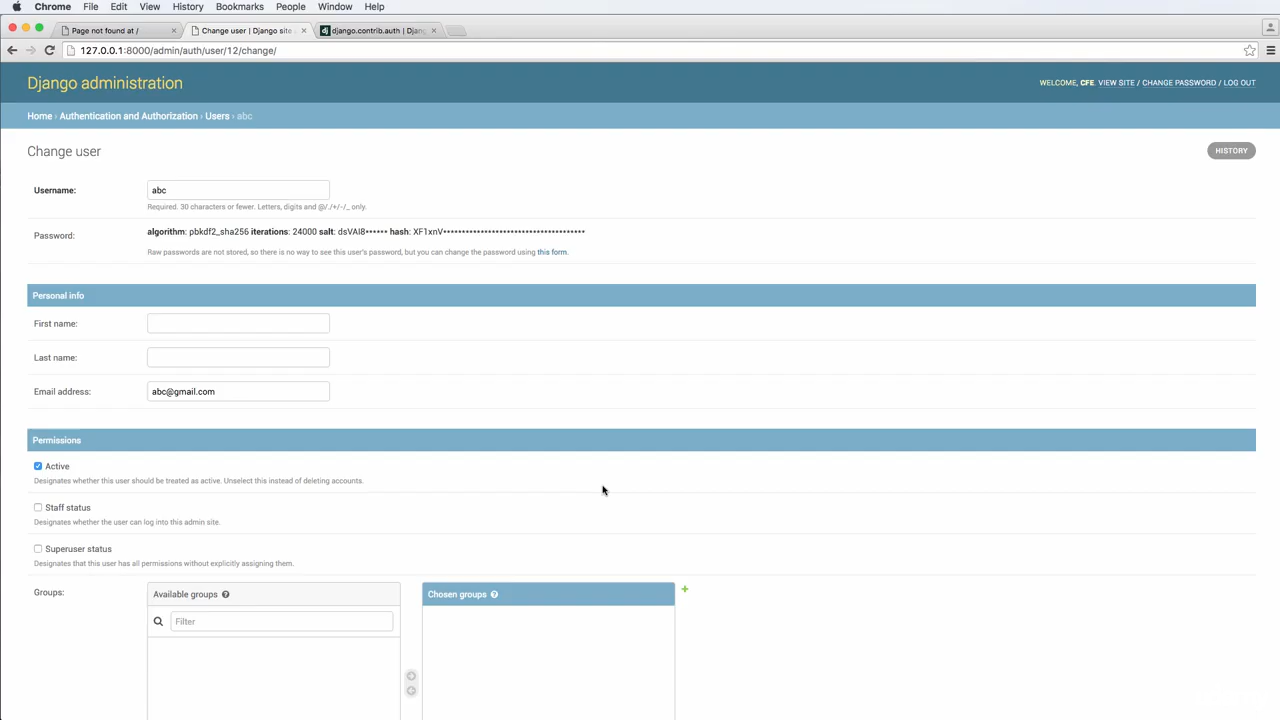 Chrome File Edit View History Bookmarks People Window Help
Page not found at /
Change user | Django site a
django.contrib.auth | Djang
127.0.0.1:8000/admin/auth/user/12/change/
Django administration
WELCOME, CFE. VIEW SITE / CHANGE PASSWORD / LOG OUT
Home › Authentication and Authorization › Users › abc
Change user
HISTORY
Username:
abc
Required. 30 characters or fewer. Letters, digits and @/./+/-/_ only.
Password:
algorithm: pbkdf2_sha256 iterations: 24000 salt: dsVAI8****** hash: XF1xnV**************************************
Raw passwords are not stored, so there is no way to see this user's password, but you can change the password using this form.
Personal info
First name:
Last name:
Email address:
abc@gmail.com
Permissions
Active
Designates whether this user should be treated as active. Unselect this instead of deleting accounts.
Staff status
Designates whether the user can log into this admin site.
Superuser status
Designates that this user has all permissions without explicitly assigning them.
Groups:
Available groups
Chosen groups
Filter